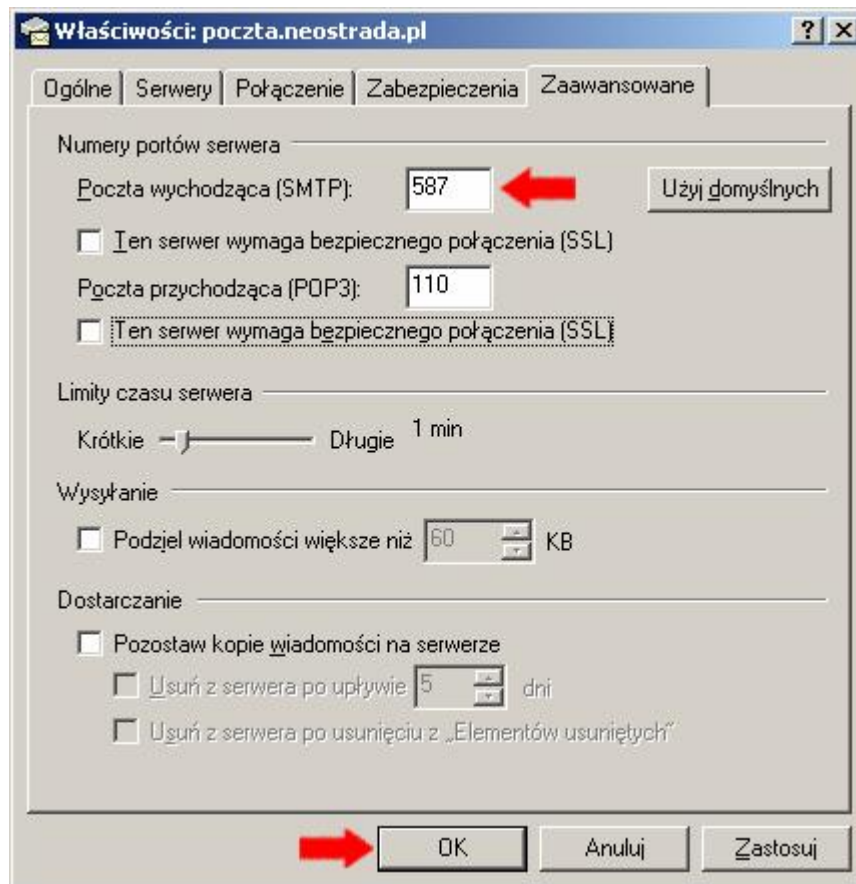 Właściwości: poczta.neostrada.pl
Ogólne Serwery Połączenie Zabezpieczenia Zaawansowane
Numery portów serwera
Poczta wychodząca (SMTP): 587 Użyj domyślnych
Ten serwer wymaga bezpiecznego połączenia (SSL)
Poczta przychodząca (POP3): 110
Ten serwer wymaga bezpiecznego połączenia (SSL)
Limity czasu serwera
Krótkie Długie 1 min
Wysyłanie
Podziel wiadomości większe niż 60 KB
Dostarczanie
Pozostaw kopie wiadomości na serwerze
Usuń z serwera po upływie 5 dni
Usuń z serwera po usunięciu z „Elementów usuniętych”
OK Anuluj Zastosuj